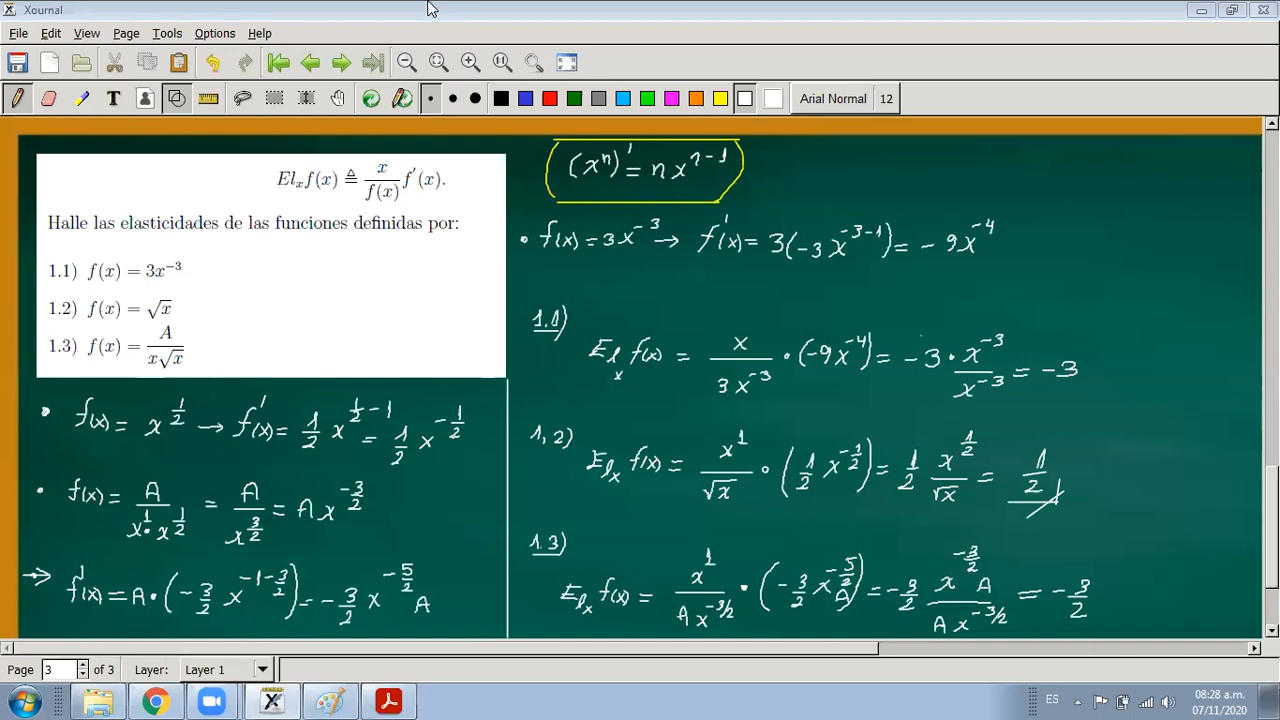 Xournal
File Edit View Page Tools Options Help
Arial Normal 12
El_x f(x) ≜ x/f(x) f'(x).
Halle las elasticidades de las funciones definidas por:
1.1) f(x) = 3x^{-3}
1.2) f(x) = √x
1.3) f(x) = A/(x√x)
• f(x) = x^{1/2} → f'(x) = 1/2 x^{1/2 - 1} = 1/2 x^{-1/2}
• f(x) = A/(x^1 • x^{1/2}) = A/x^{3/2} = A x^{-3/2}
→ f'(x) = A • (-3/2 x^{-1-3/2}) = -3/2 x^{-5/2} A
(x^n)' = n x^{n-1}
• f(x) = 3x^{-3} → f'(x) = 3(-3 x^{-3-1}) = -9x^{-4}
1.1)
El_x f(x) = x/(3x^{-3}) • (-9x^{-4}) = -3 • x^{-3}/x^{-3} = -3
1,2)
El_x f(x) = x^1/√x • (1/2 x^{-1/2}) = 1/2 x^{1/2}/√x = 1/2
1.3)
El_x f(x) = x^1/(A x^{-3/2}) • (-3/2 x^{-5/2} A) = -3/2 (x^{-3/2} A)/(A x^{-3/2}) = -3/2
Page 3 of 3 Layer: Layer 1
ES 08:28 a.m.
07/11/2020